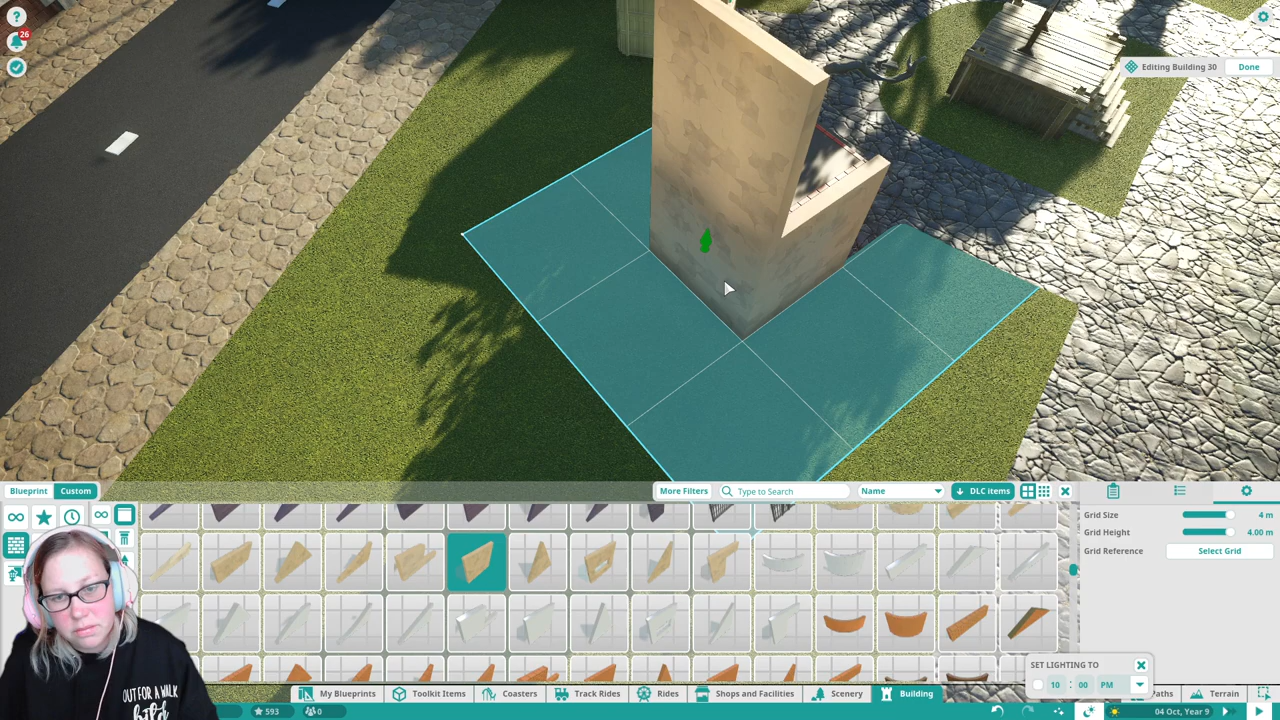 ?
26
Editing Building 30
Done
Blueprint
Custom
More Filters
Type to Search
Name
DLC items
Grid Size
4 m
Grid Height
4.00 m
Grid Reference
Select Grid
SET LIGHTING TO
10 : 00 PM
OUT FOR A WALK
My Blueprints
Toolkit Items
Coasters
Track Rides
Rides
Shops and Facilities
Scenery
Building
Paths
Terrain
593
0
04 Oct, Year 9